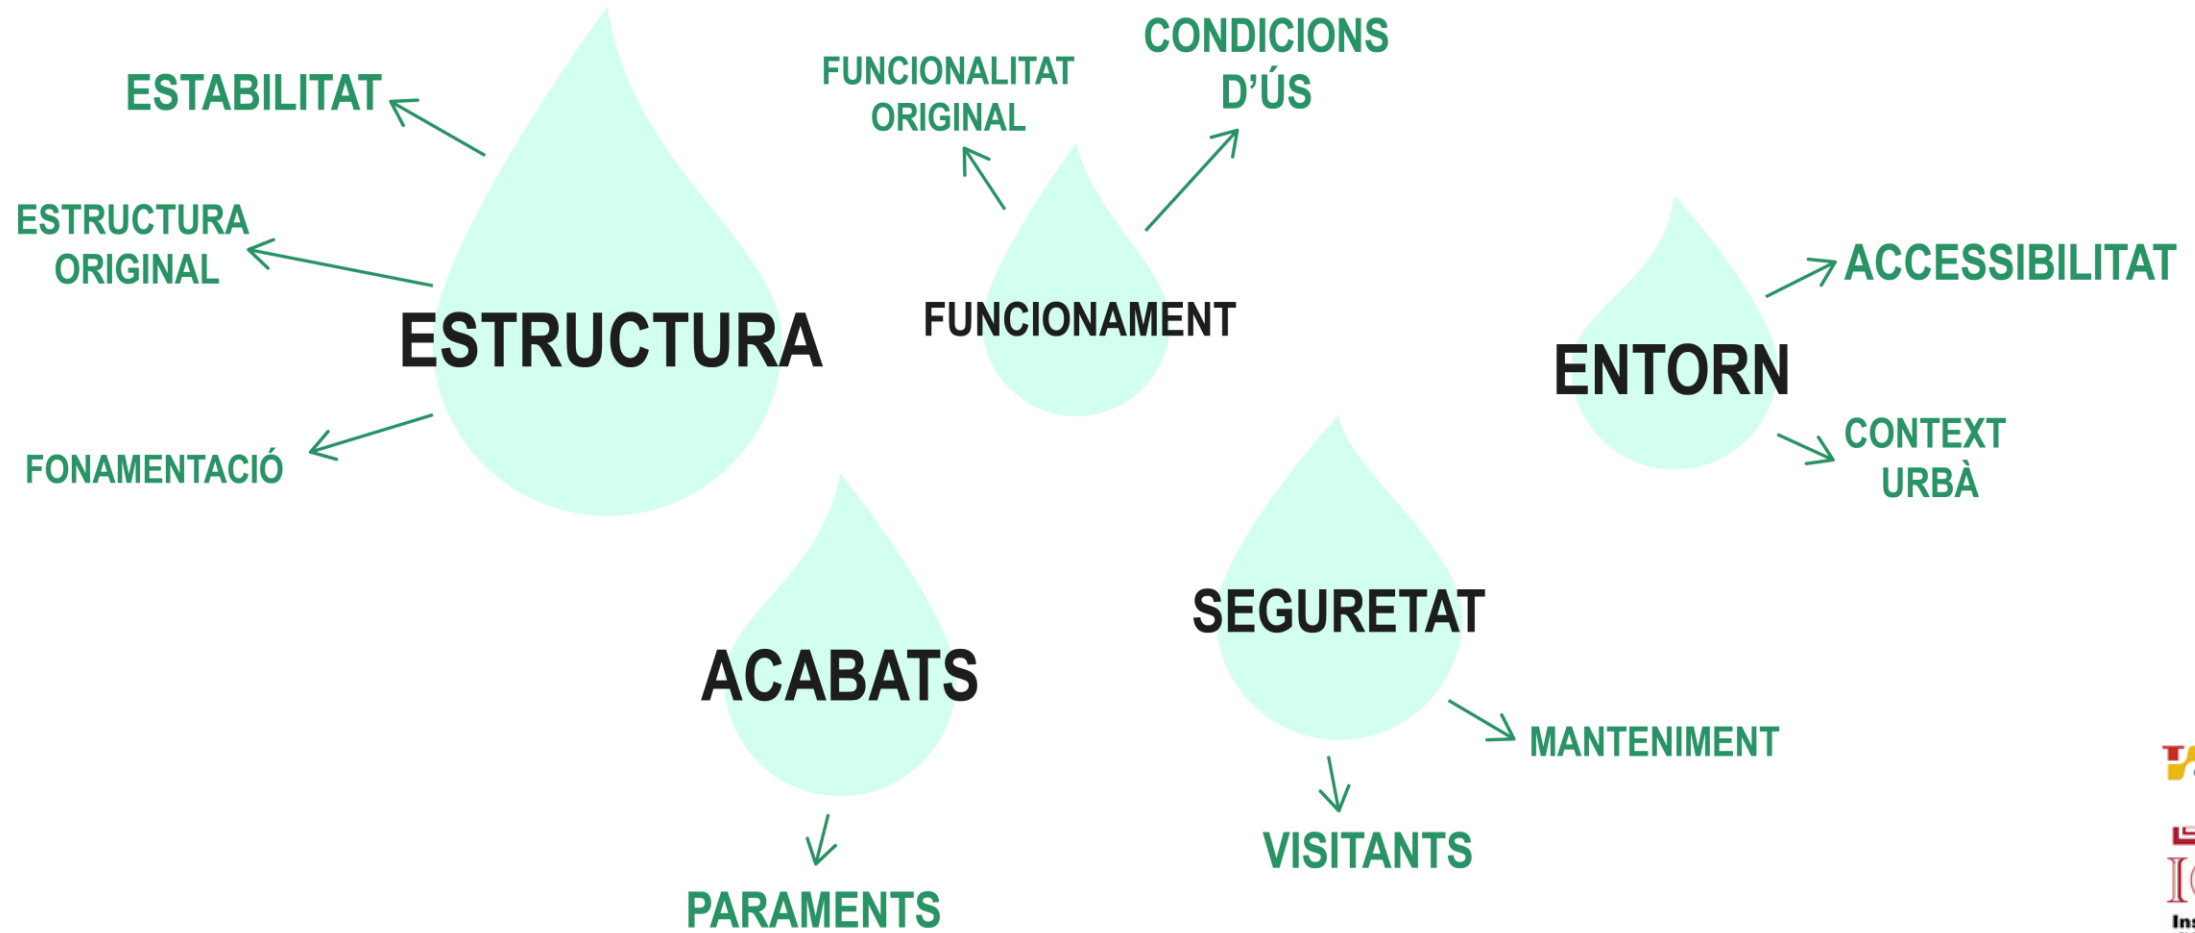 ESTABILITAT
ESTRUCTURA
ORIGINAL
ESTRUCTURA
FONAMENTACIÓ
FUNCIONALITAT
ORIGINAL
CONDICIONS
D'ÚS
FUNCIONAMENT
ACCESSIBILITAT
ENTORN
CONTEXT
URBÀ
ACABATS
PARAMENTS
SEGURETAT
MANTENIMENT
VISITANTS